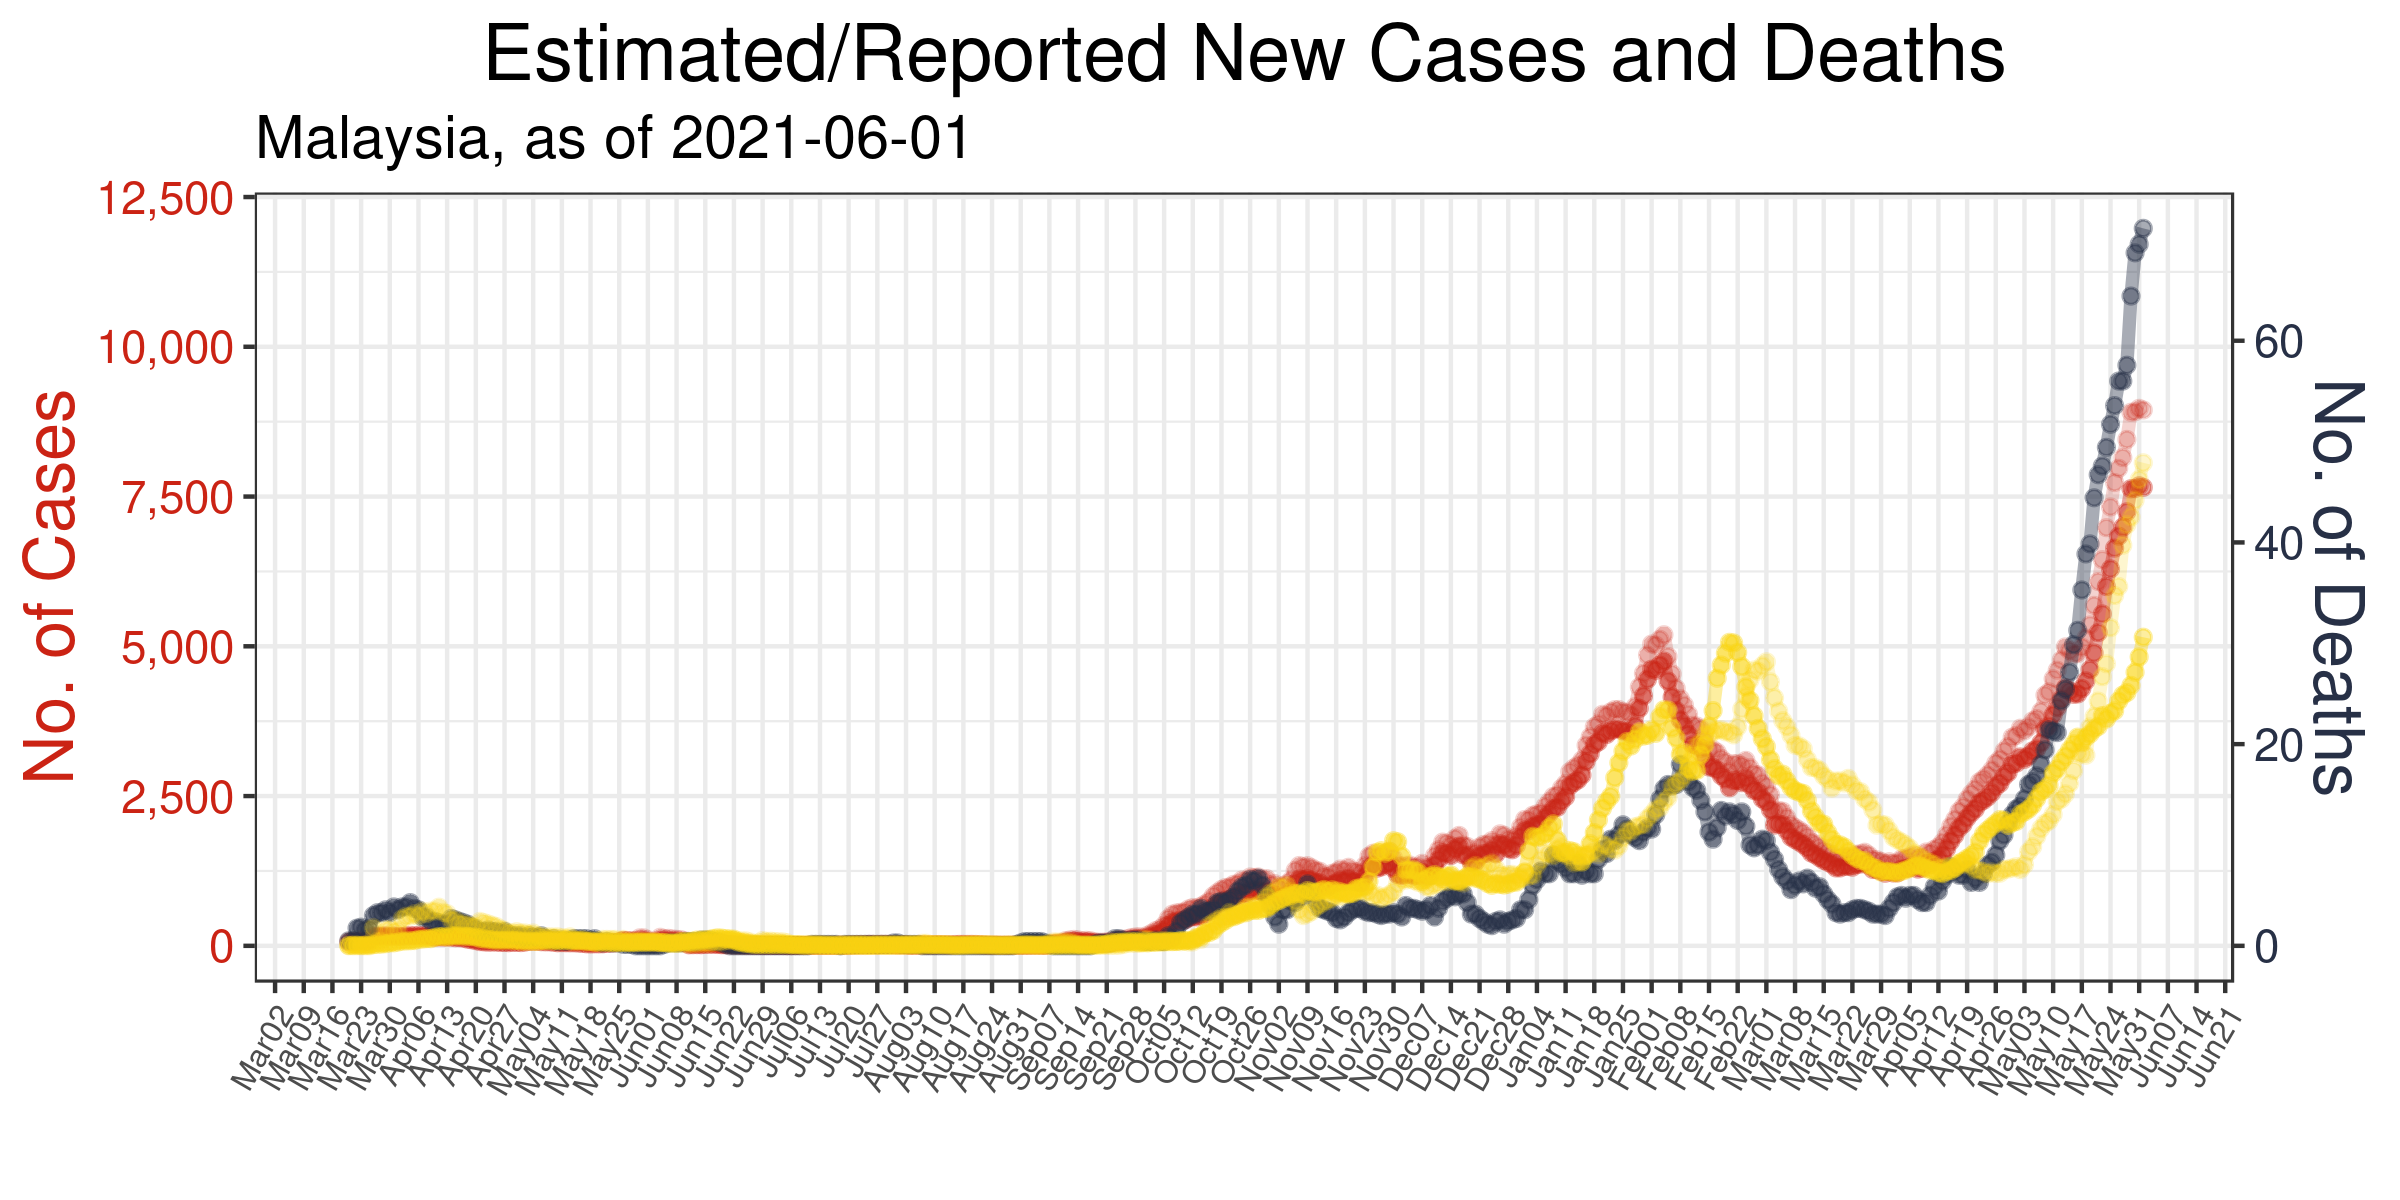 Estimated/Reported New Cases and Deaths
Malaysia, as of 2021-06-01
12,500
10,000
7,500
5,000
2,500
0
No. of Cases
60
40
20
0
No. of Deaths
Mar02
Mar09
Mar16
Mar23
Mar30
Apr06
Apr13
Apr20
Apr27
May04
May11
May18
May25
Jun01
Jun08
Jun15
Jun22
Jun29
Jul06
Jul13
Jul20
Jul27
Aug03
Aug10
Aug17
Aug24
Aug31
Sep07
Sep14
Sep21
Sep28
Oct05
Oct12
Oct19
Oct26
Nov02
Nov09
Nov16
Nov23
Nov30
Dec07
Dec14
Dec21
Dec28
Jan04
Jan11
Jan18
Jan25
Feb01
Feb08
Feb15
Feb22
Mar01
Mar08
Mar15
Mar22
Mar29
Apr05
Apr12
Apr19
Apr26
May03
May10
May17
May24
May31
Jun07
Jun14
Jun21